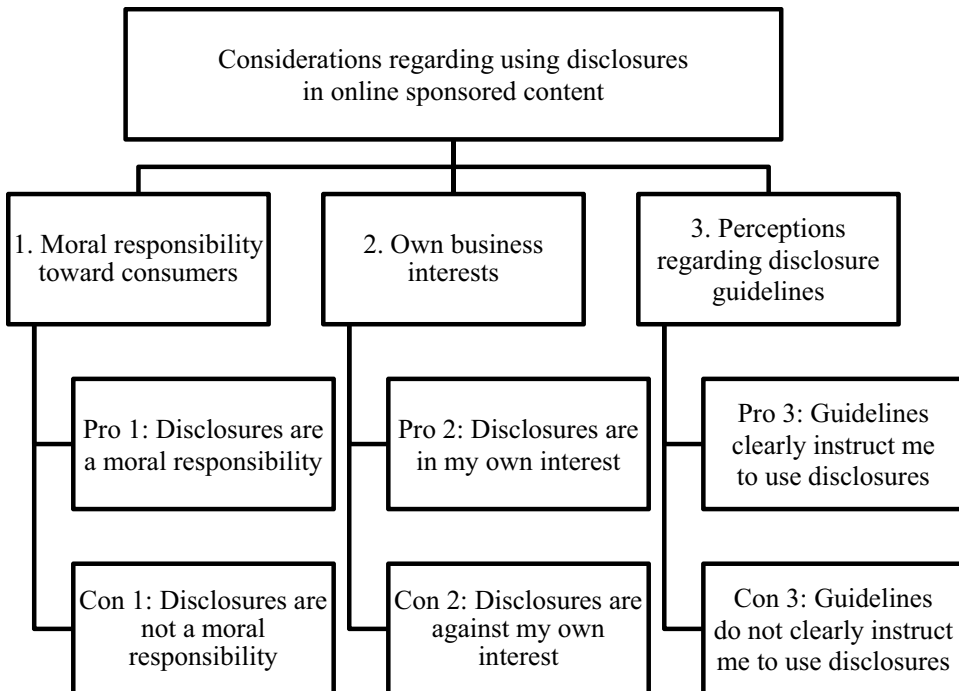 Considerations regarding using disclosures
in online sponsored content
1. Moral responsibility
toward consumers
2. Own business
interests
3. Perceptions
regarding disclosure
guidelines
Pro 1: Disclosures are
a moral responsibility
Pro 2: Disclosures are
in my own interest
Pro 3: Guidelines
clearly instruct me
to use disclosures
Con 1: Disclosures are
not a moral
responsibility
Con 2: Disclosures are
against my own
interest
Con 3: Guidelines
do not clearly instruct
me to use disclosures